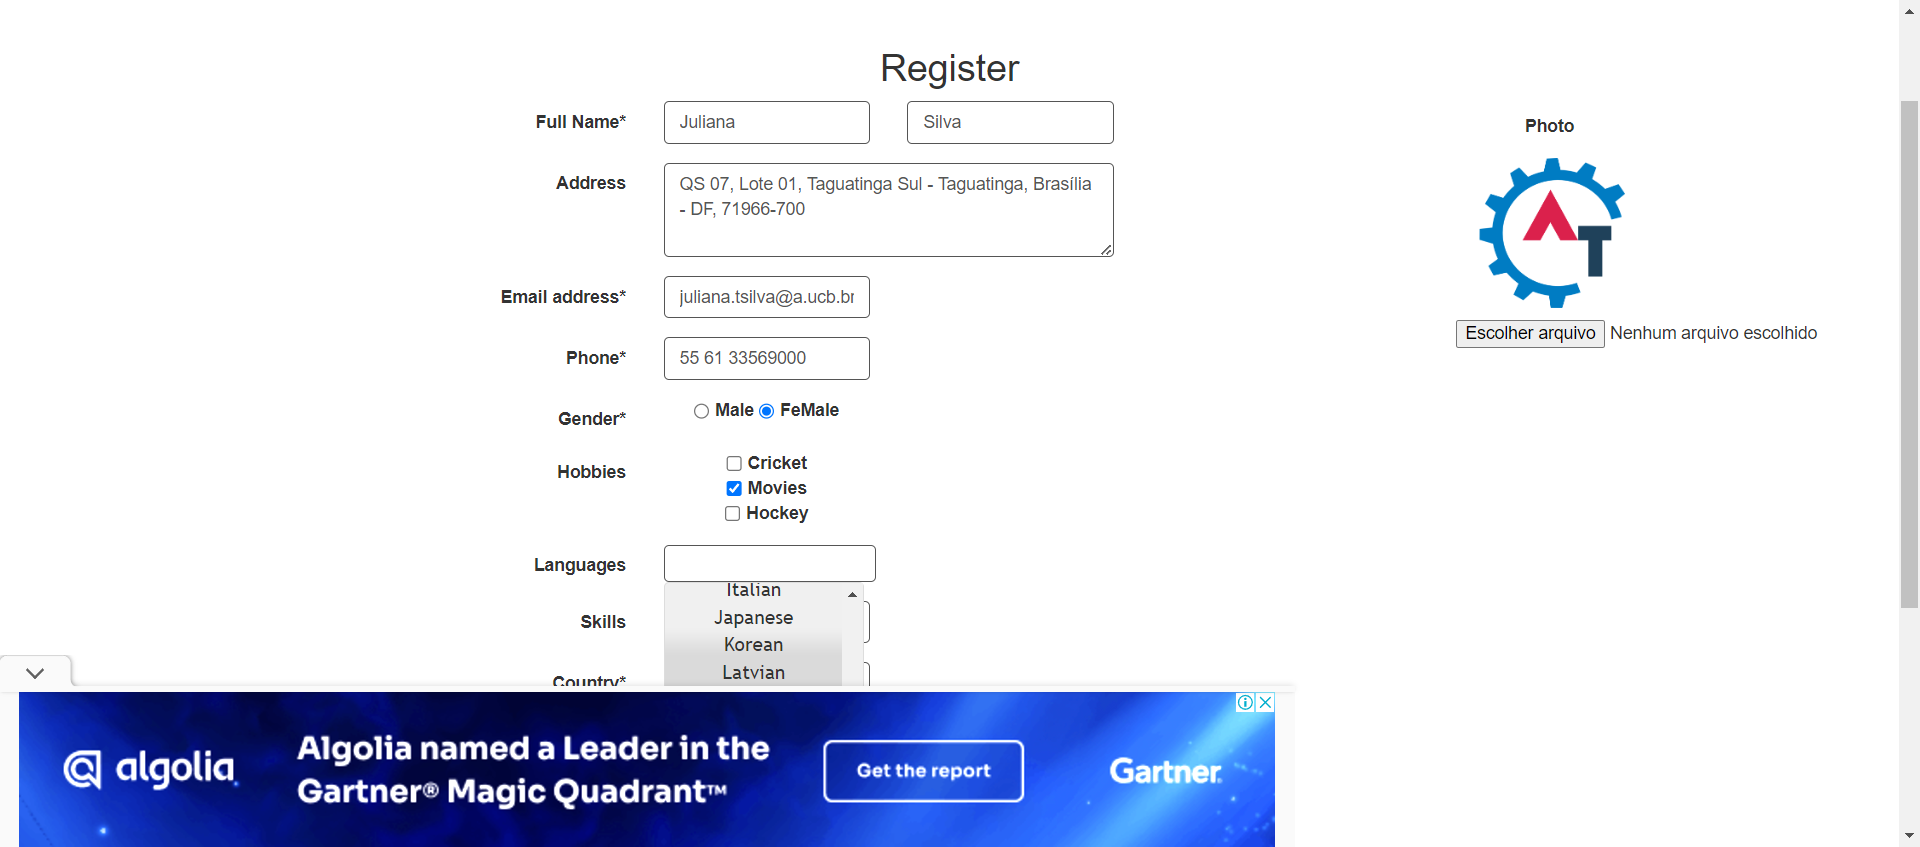 Register
Full Name*
Juliana
Silva
Photo
Address
QS 07, Lote 01, Taguatinga Sul - Taguatinga, Brasília
- DF, 71966-700
AT
Email address*
juliana.tsilva@a.ucb.br
Escolher arquivo Nenhum arquivo escolhido
Phone*
55 61 33569000
Gender*
Male FeMale
Hobbies
Cricket
Movies
Hockey
Languages
Italian
Japanese
Korean
Latvian
Skills
Country*
algolia
Algolia named a Leader in the
Gartner® Magic Quadrant™
Get the report
Gartner